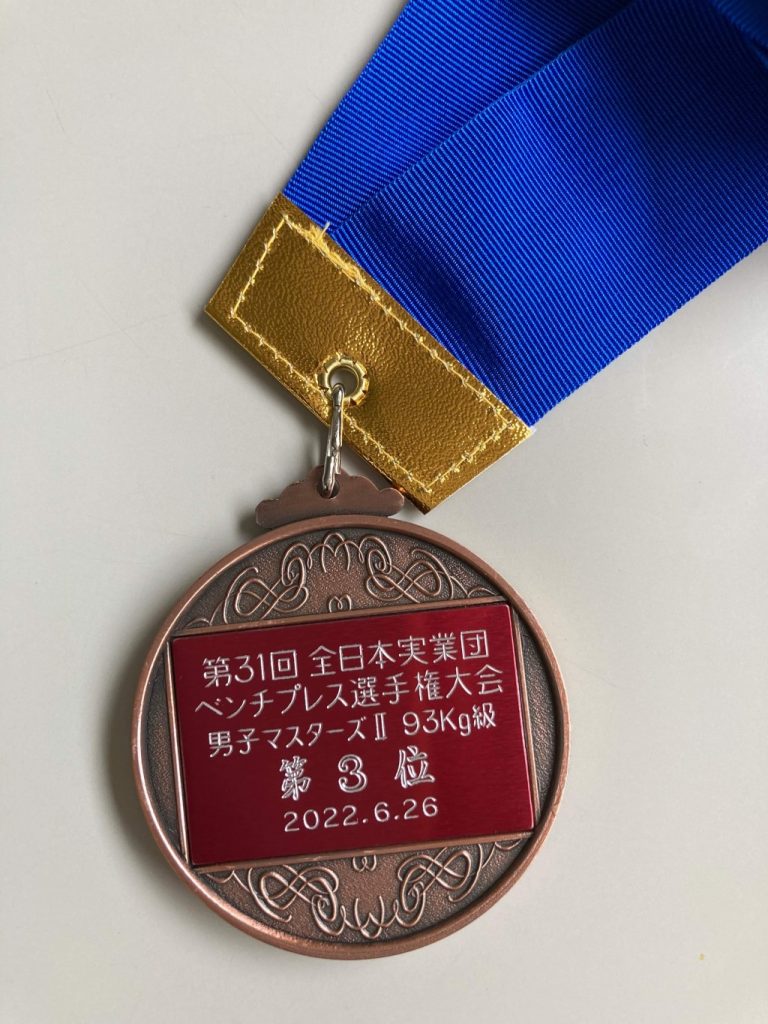 第31回 全日本実業団
ベンチプレス選手権大会
男子マスターズⅡ 93Kg級
第 3 位
2022.6.26